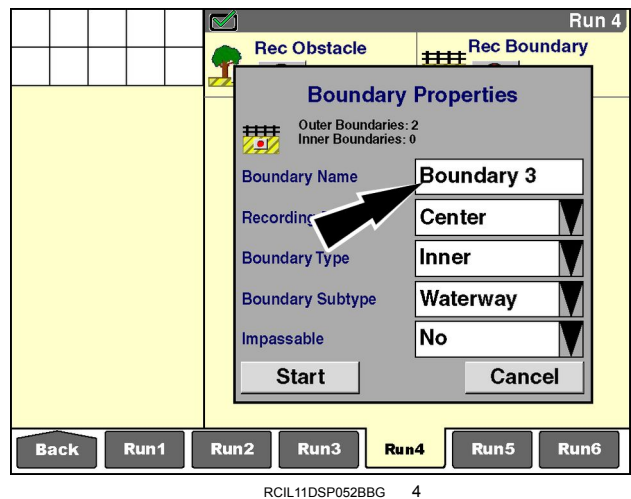 Run 4
Rec Obstacle
Rec Boundary
Boundary Properties
Outer Boundaries: 2
Inner Boundaries: 0
Boundary Name
Boundary 3
Recording
Center
Boundary Type
Inner
Boundary Subtype
Waterway
Impassable
No
Start
Cancel
Back
Run1
Run2
Run3
Run4
Run5
Run6
RCIL11DSP052BBG 4